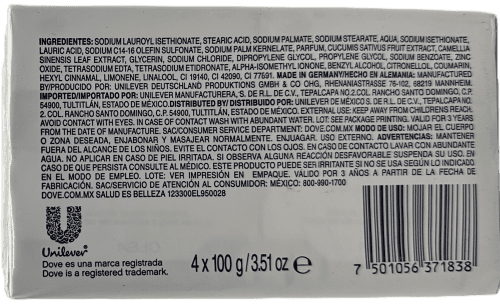 INGREDIENTES: SODIUM LAUROYL ISETHIONATE, STEARIC ACID, SODIUM PALMATE, SODIUM STEARATE, AQUA, SODIUM ISETHIONATE,
LAURIC ACID, SODIUM C14-16 OLEFIN SULFONATE, SODIUM PALM KERNELATE, PARFUM, CUCUMIS SATIVUS FRUIT EXTRACT, CAMELLIA
SINENSIS LEAF EXTRACT, GLYCERIN, SODIUM CHLORIDE, DIPROPYLENE GLYCOL, PROPYLENE GLYCOL, SODIUM BENZOATE, ZINC
OXIDE, TETRASODIUM EDTA, TETRASODIUM ETIDRONATE, ALPHA-ISOMETHYL IONONE, BENZYL ALCOHOL, CITRONELLOL, COUMARIN,
HEXYL CINNAMAL, LIMONENE, LINALOOL, CI 19140, CI 42090, CI 77591. MADE IN GERMANY/HECHO EN ALEMANIA: MANUFACTURED
BY/PRODUCED BY: UNILEVER DEUTSCHLAND PRODUCTIONS GMBH & CO OHG, RHENANIASTRASSE 76-102, 68219 MANNHEIM.
IMPORTED/IMPORTADO POR: UNILEVER MANUFACTURERA, S. DE R.L. DE C.V., TEPALCAPA NO.2 COL. RANCHO SANTO DOMINGO, C.P.
54900, TULTITLÁN, ESTADO DE MÉXICO. DISTRIBUTED BY/ DISTRIBUIDO POR: UNILEVER DE MÉXICO S. DE R.L. DE C.V., TEPALCAPA NO.
2. COL. RANCHO SANTO DOMINGO, C.P. 54900, TULTITLÁN, ESTADO DE MÉXICO. EXTERNAL USE: KEEP AWAY FROM CHILDRENS REACH.
AVOID CONTACT WITH EYES. IN CASE OF CONTACT WASH WITH ABUNDANT WATER. LOT: SEE PACKAGE PRINTING. VALID FOR 3 YEARS
FROM THE DATE OF MANUFACTURE. SAC/CONSUMER SERVICE DEPARTMENT: DOVE.COM.MX MODO DE USO: MOJAR EL CUERPO
O ZONA DESEADA, ENJABONAR Y MASAJEAR NORMALMENTE. ENJUAGAR. USO EXTERNO. ADVERTENCIAS: MANTENER
FUERA DEL ALCANCE DE LOS NIÑOS. EVITE EL CONTACTO CON LOS OJOS. EN CASO DE CONTACTO LAVAR CON ABUNDANTE
AGUA. NO APLICAR EN CASO DE PIEL IRRITADA. SI OBSERVA ALGUNA REACCIÓN DESFAVORABLE SUSPENDA SU USO. EN
CASO DE QUE PERSISTA CONSULTE AL MÉDICO. ESTE PRODUCTO PUEDE SER IRRITANTE SI NO SE USA SEGÚN LO INDICADO
EN EL MODO DE EMPLEO. LOTE: VER IMPRESIÓN EN EMPAQUE. VÁLIDO POR 3 AÑOS A PARTIR DE LA FECHA DE
FABRICACIÓN. SAC/SERVICIO DE ATENCIÓN AL CONSUMIDOR: MÉXICO: 800-990-1700
DOVE.COM.MX SALUD ES BELLEZA 123300EL950028
Unilever
Dove es una marca registrada
Dove is a registered trademark.
4 x 100 g / 3.51 oz e
7 501056 371838